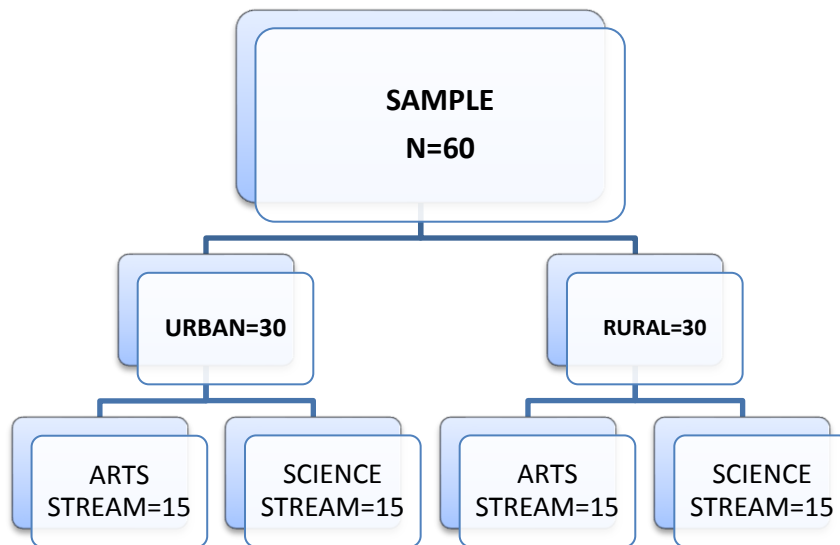 SAMPLE
N=60
URBAN=30
RURAL=30
ARTS
STREAM=15
SCIENCE
STREAM=15
ARTS
STREAM=15
SCIENCE
STREAM=15